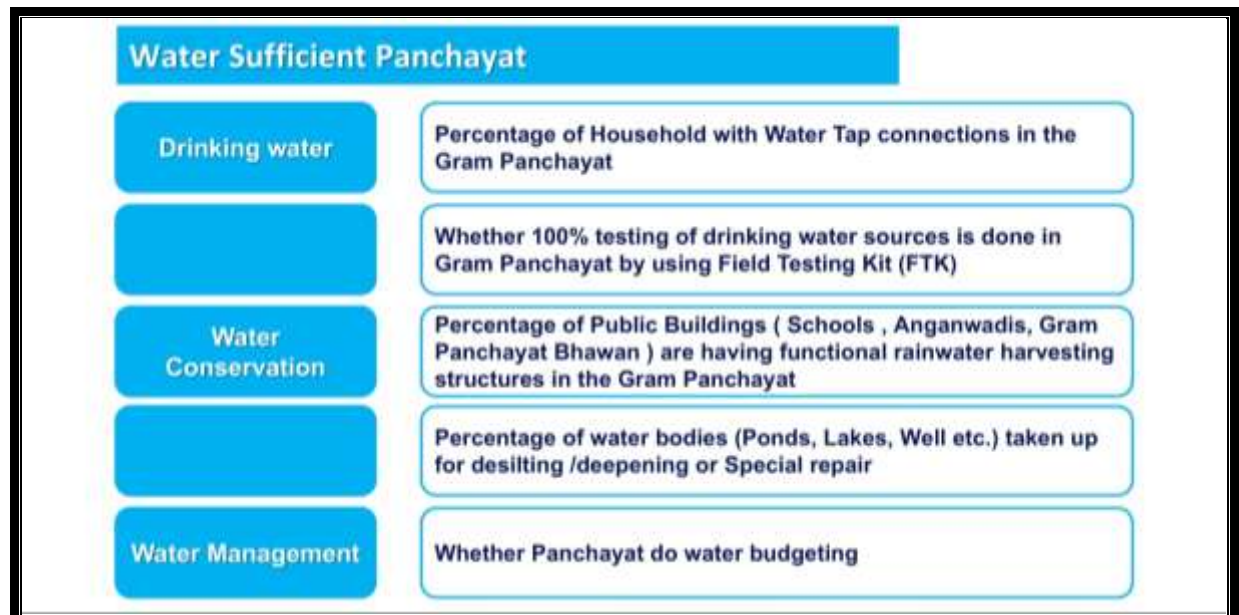 Water Sufficient Panchayat
Drinking water
Percentage of Household with Water Tap connections in the
Gram Panchayat
Whether 100% testing of drinking water sources is done in
Gram Panchayat by using Field Testing Kit (FTK)
Water
Conservation
Percentage of Public Buildings ( Schools , Anganwadis, Gram
Panchayat Bhawan ) are having functional rainwater harvesting
structures in the Gram Panchayat
Percentage of water bodies (Ponds, Lakes, Well etc.) taken up
for desilting /deepening or Special repair
Water Management
Whether Panchayat do water budgeting